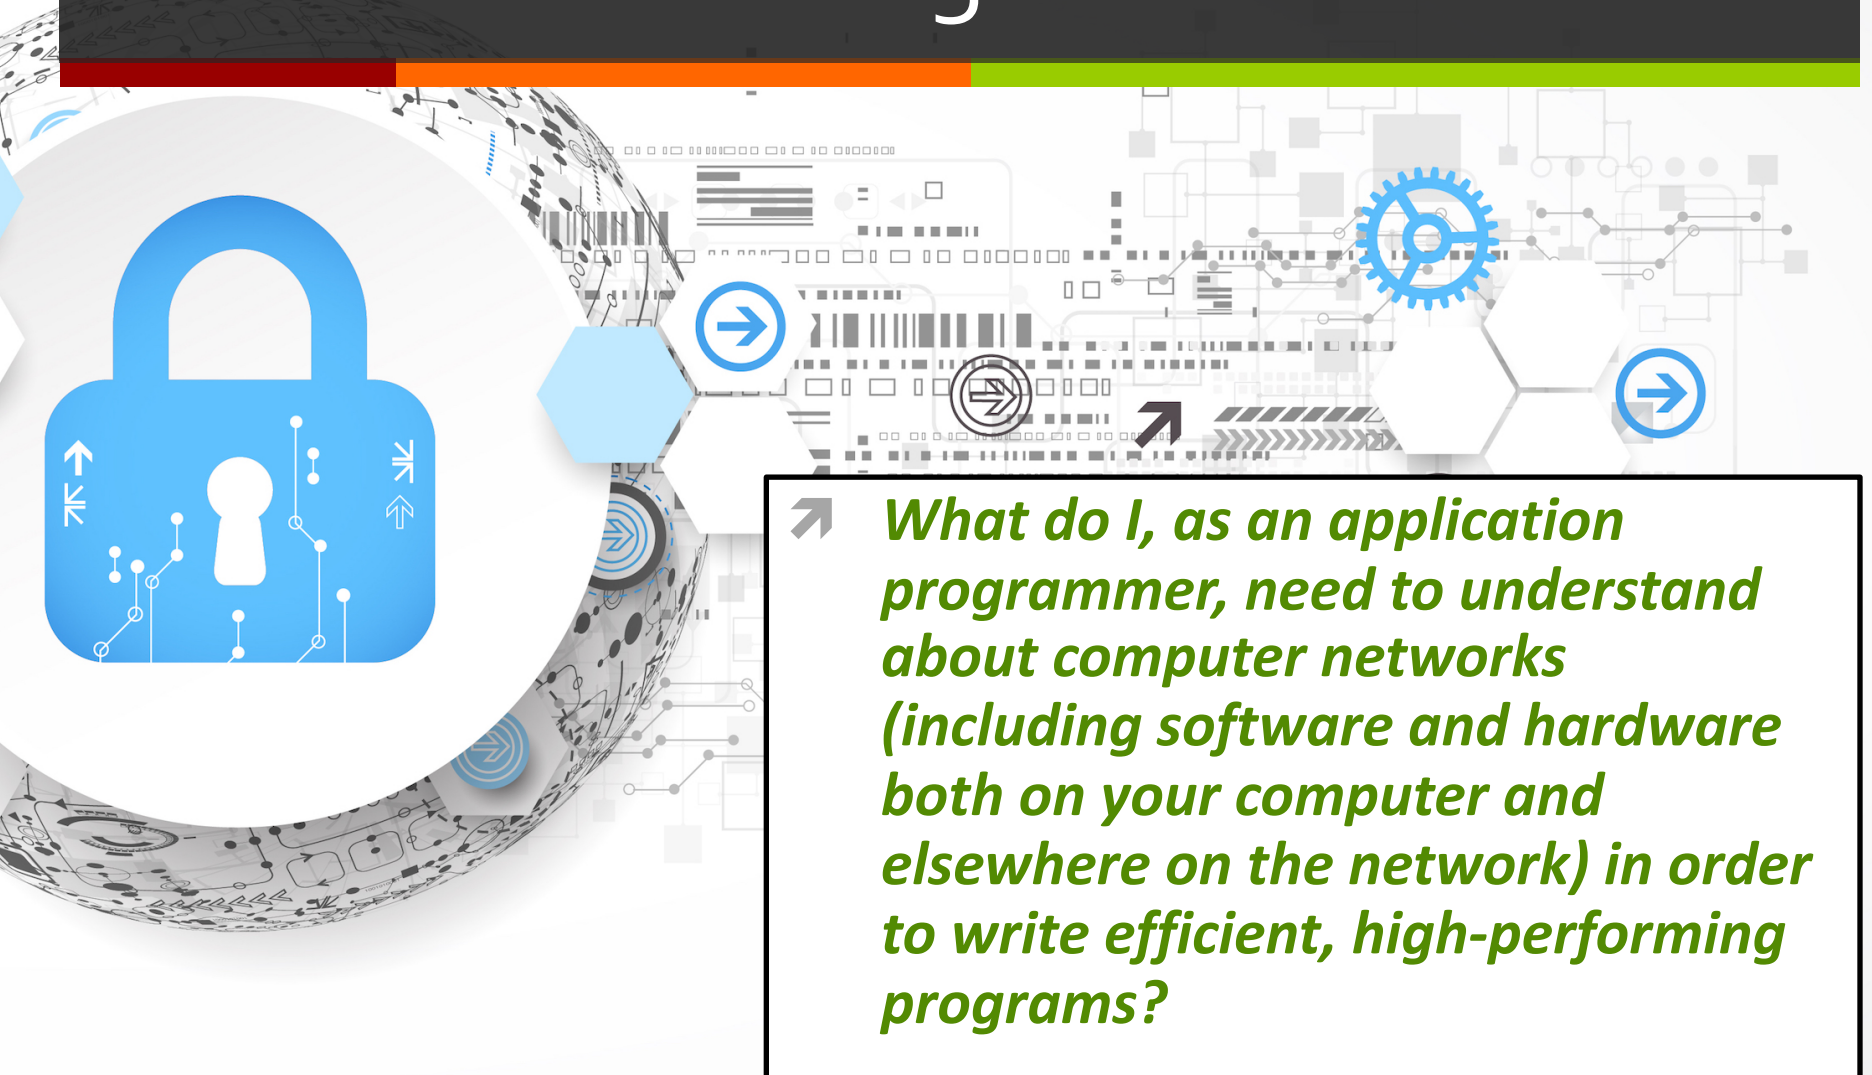 What do I, as an application
programmer, need to understand
about computer networks
(including software and hardware
both on your computer and
elsewhere on the network) in order
to write efficient, high-performing
programs?